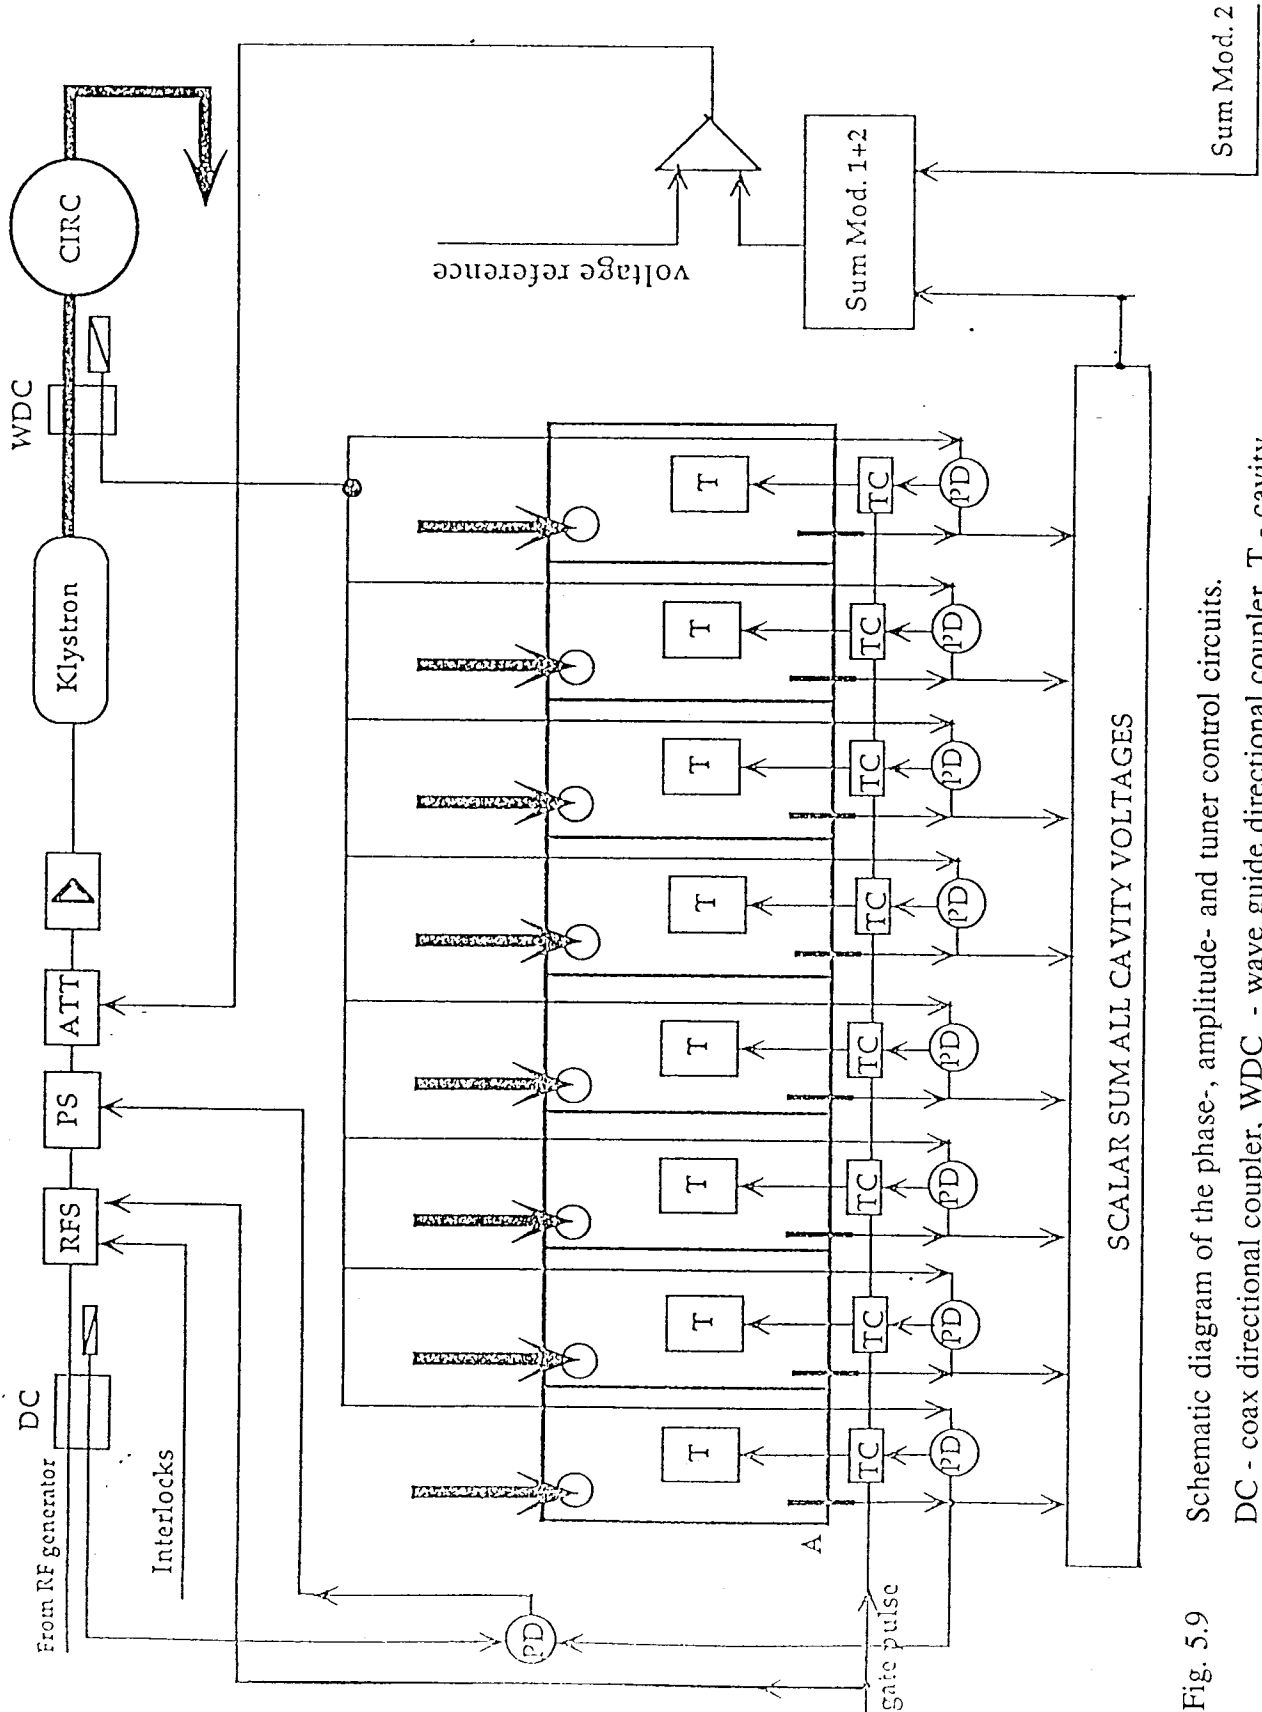 From RF generator
DC
RFS
PS
ATT
Klystron
WDC
CIRC
Interlocks
voltage reference
Sum Mod. 1+2
Sum Mod. 2
T
T
T
T
T
T
T
T
TC
TC
TC
TC
TC
TC
TC
TC
PD
PD
PD
PD
PD
PD
PD
PD
PD
A
gate pulse
SCALAR SUM ALL CAVITY VOLTAGES
Fig. 5.9 Schematic diagram of the phase-, amplitude- and tuner control circuits.
DC - coax directional coupler, WDC - wave guide directional coupler, T - cavity